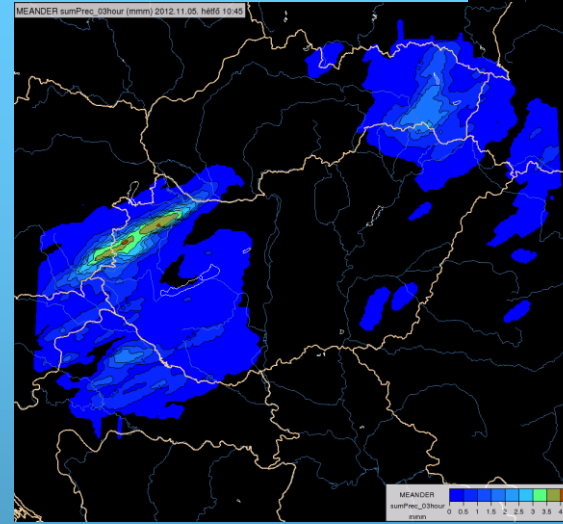 MEANDER sumPrec_03hour (mmm) 2012.11.05. hétfő 10:45
MEANDER
sumPrec_03hour
mmm
0 0.5 1 1.5 2 2.5 3 3.5 4